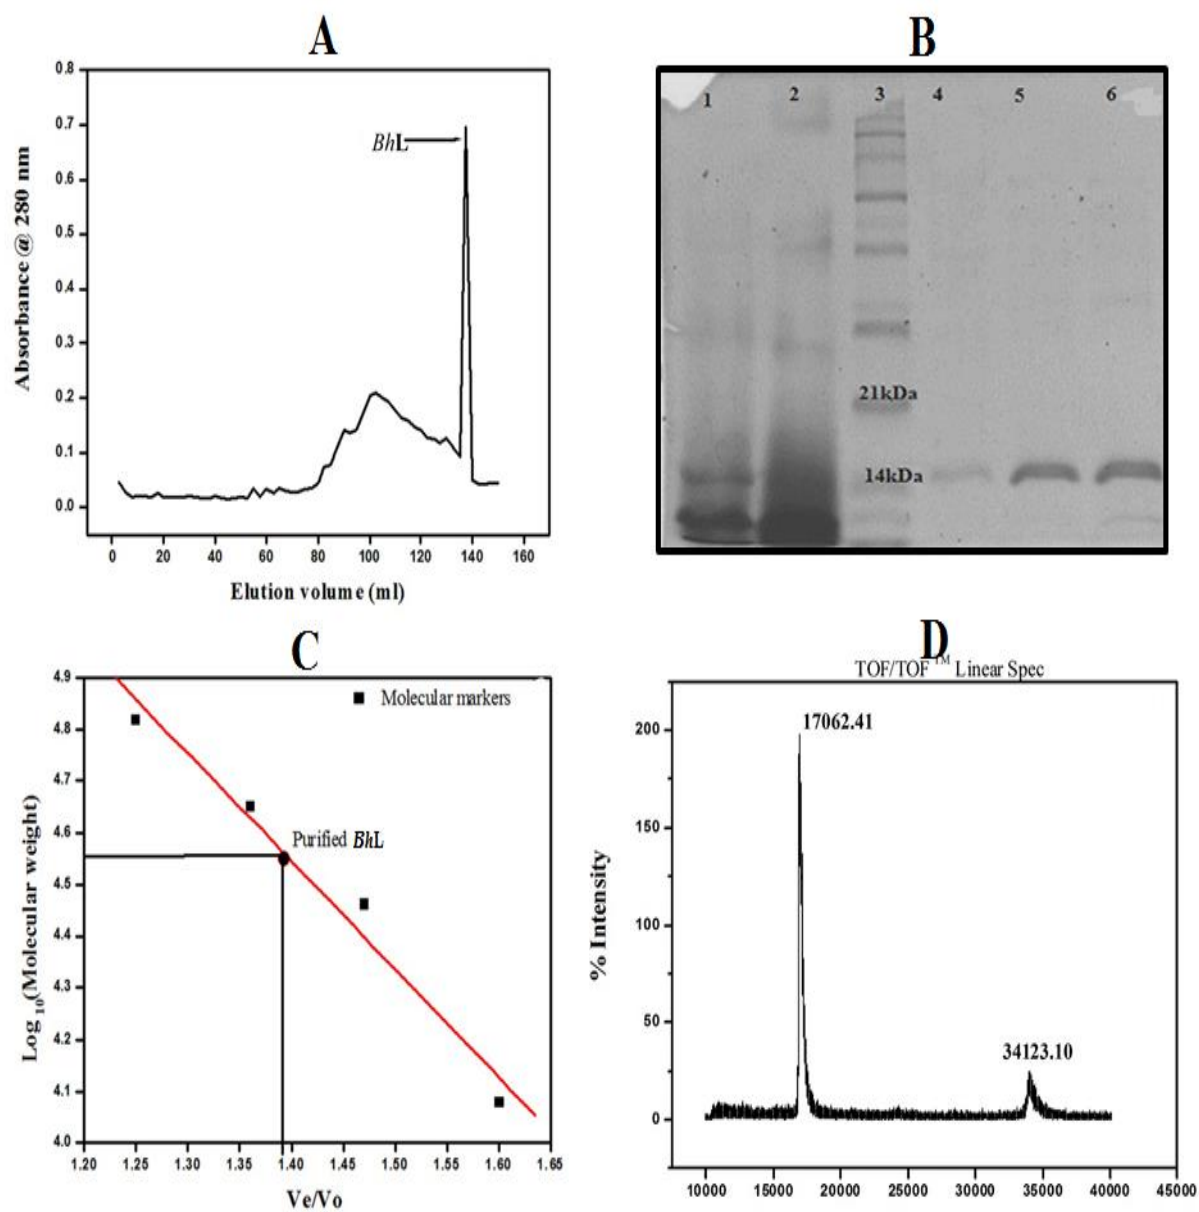 A
0.8
0.7
0.6
0.5
0.4
0.3
0.2
0.1
0.0
Absorbance @ 280 nm
BhL
0 20 40 60 80 100 120 140 160
Elution volume (ml)
B
1 2 3 4 5 6
21kDa
14kDa
C
4.9
4.8
4.7
4.6
4.5
4.4
4.3
4.2
4.1
4.0
Log 10(Molecular weight)
Molecular markers
Purified BhL
1.20 1.25 1.30 1.35 1.40 1.45 1.50 1.55 1.60 1.65
Ve/Vo
D
TOF/TOF ™ Linear Spec
200
150
100
50
0
% Intensity
17062.41
34123.10
10000 15000 20000 25000 30000 35000 40000 45000